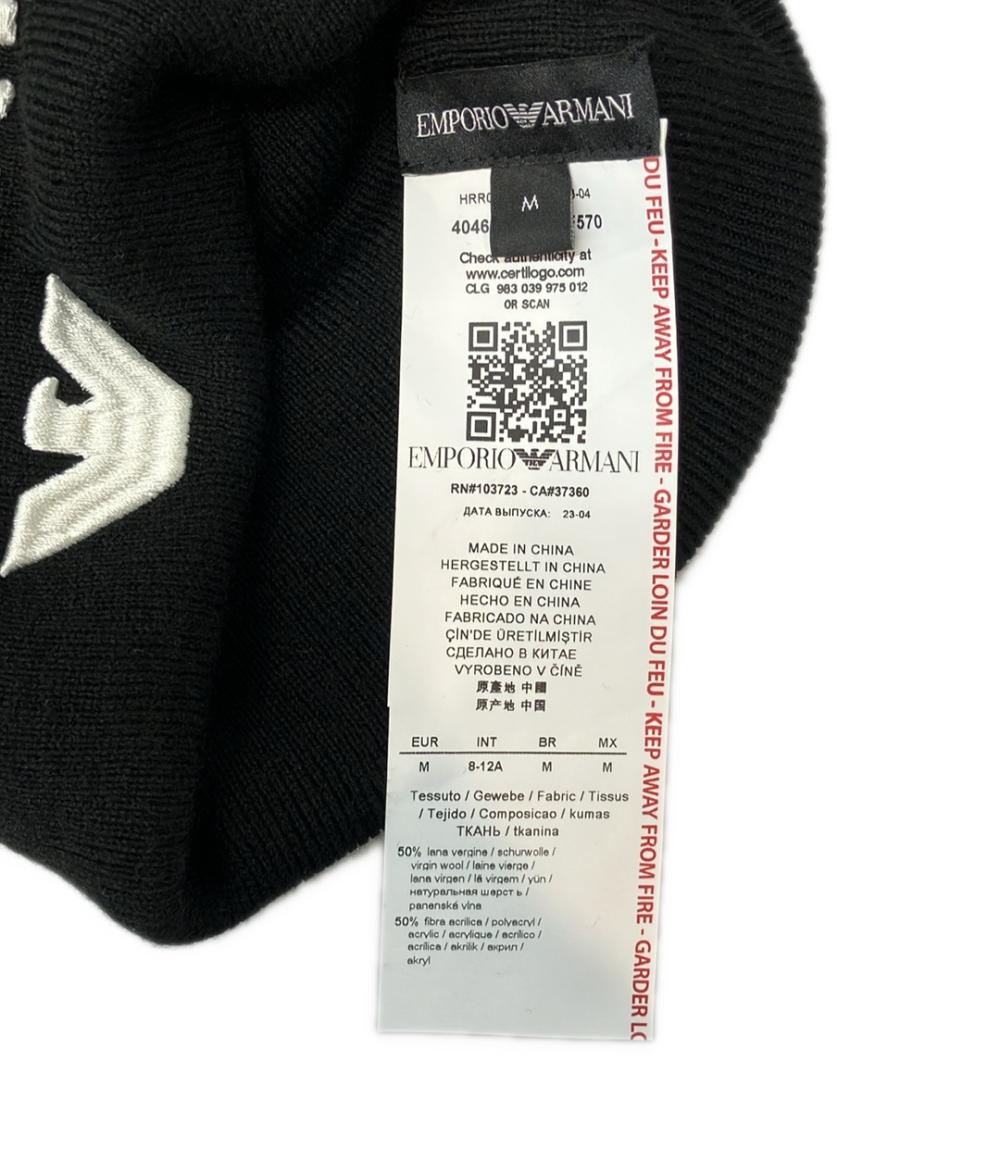 EMPORIO ARMANI
M
HRR0 -04
4046 570
Check authenticity at
www.certilogo.com
CLG 983 039 975 012
OR SCAN
EMPORIO ARMANI
RN#103723 - CA#37360
ДАТА ВЫПУСКА: 23-04
MADE IN CHINA
HERGESTELLT IN CHINA
FABRIQUÉ EN CHINE
HECHO EN CHINA
FABRICADO NA CHINA
ÇİN'DE ÜRETİLMİŞTİR
СДЕЛАНО В КИТАЕ
VYROBENO V ČÍNĚ
原產地 中國
原产地 中国
EUR INT BR MX
M 8-12A M M
Tessuto / Gewebe / Fabric / Tissus
/ Tejido / Composicao / kumas
ТКАНЬ / tkanina
50% lana vergine / schurwolle /
virgin wool / laine vierge /
lana virgen / lã virgem / yün /
натуральная шерсть /
panenské vlna
50% fibra acrilica / polyacryl /
acrylic / acrylique / acrílico /
acrílica / akrilik / акрил /
akryl
DU FEU - KEEP AWAY FROM FIRE - GARDER LOIN DU FEU - KEEP AWAY FROM FIRE - GARDER LO